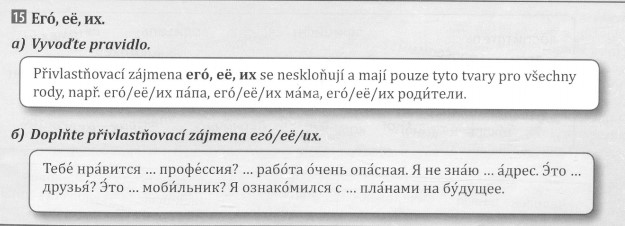 15 Его́, её, их.
a) Vyvoďte pravidlo.
Přivlastňovací zájmena его́, её, их se neskloňují a mají pouze tyto tvary pro všechny
rody, např. его́/её/их па́па, его́/её/их ма́ма, его́/её/их роди́тели.
б) Doplňte přivlastňovací zájmena его́/её/их.
Тебе́ нра́вится ... профе́ссия? ... рабо́та о́чень опа́сная. Я не зна́ю ... а́дрес. Э́то ...
друзья́? Э́то ... моби́льник? Я ознако́мился с ... пла́нами на бу́дущее.